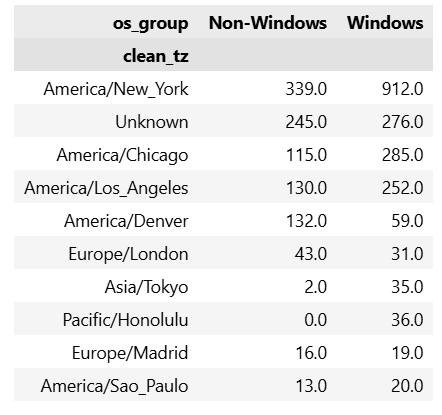 os_group Non-Windows Windows
clean_tz
America/New_York 339.0 912.0
Unknown 245.0 276.0
America/Chicago 115.0 285.0
America/Los_Angeles 130.0 252.0
America/Denver 132.0 59.0
Europe/London 43.0 31.0
Asia/Tokyo 2.0 35.0
Pacific/Honolulu 0.0 36.0
Europe/Madrid 16.0 19.0
America/Sao_Paulo 13.0 20.0